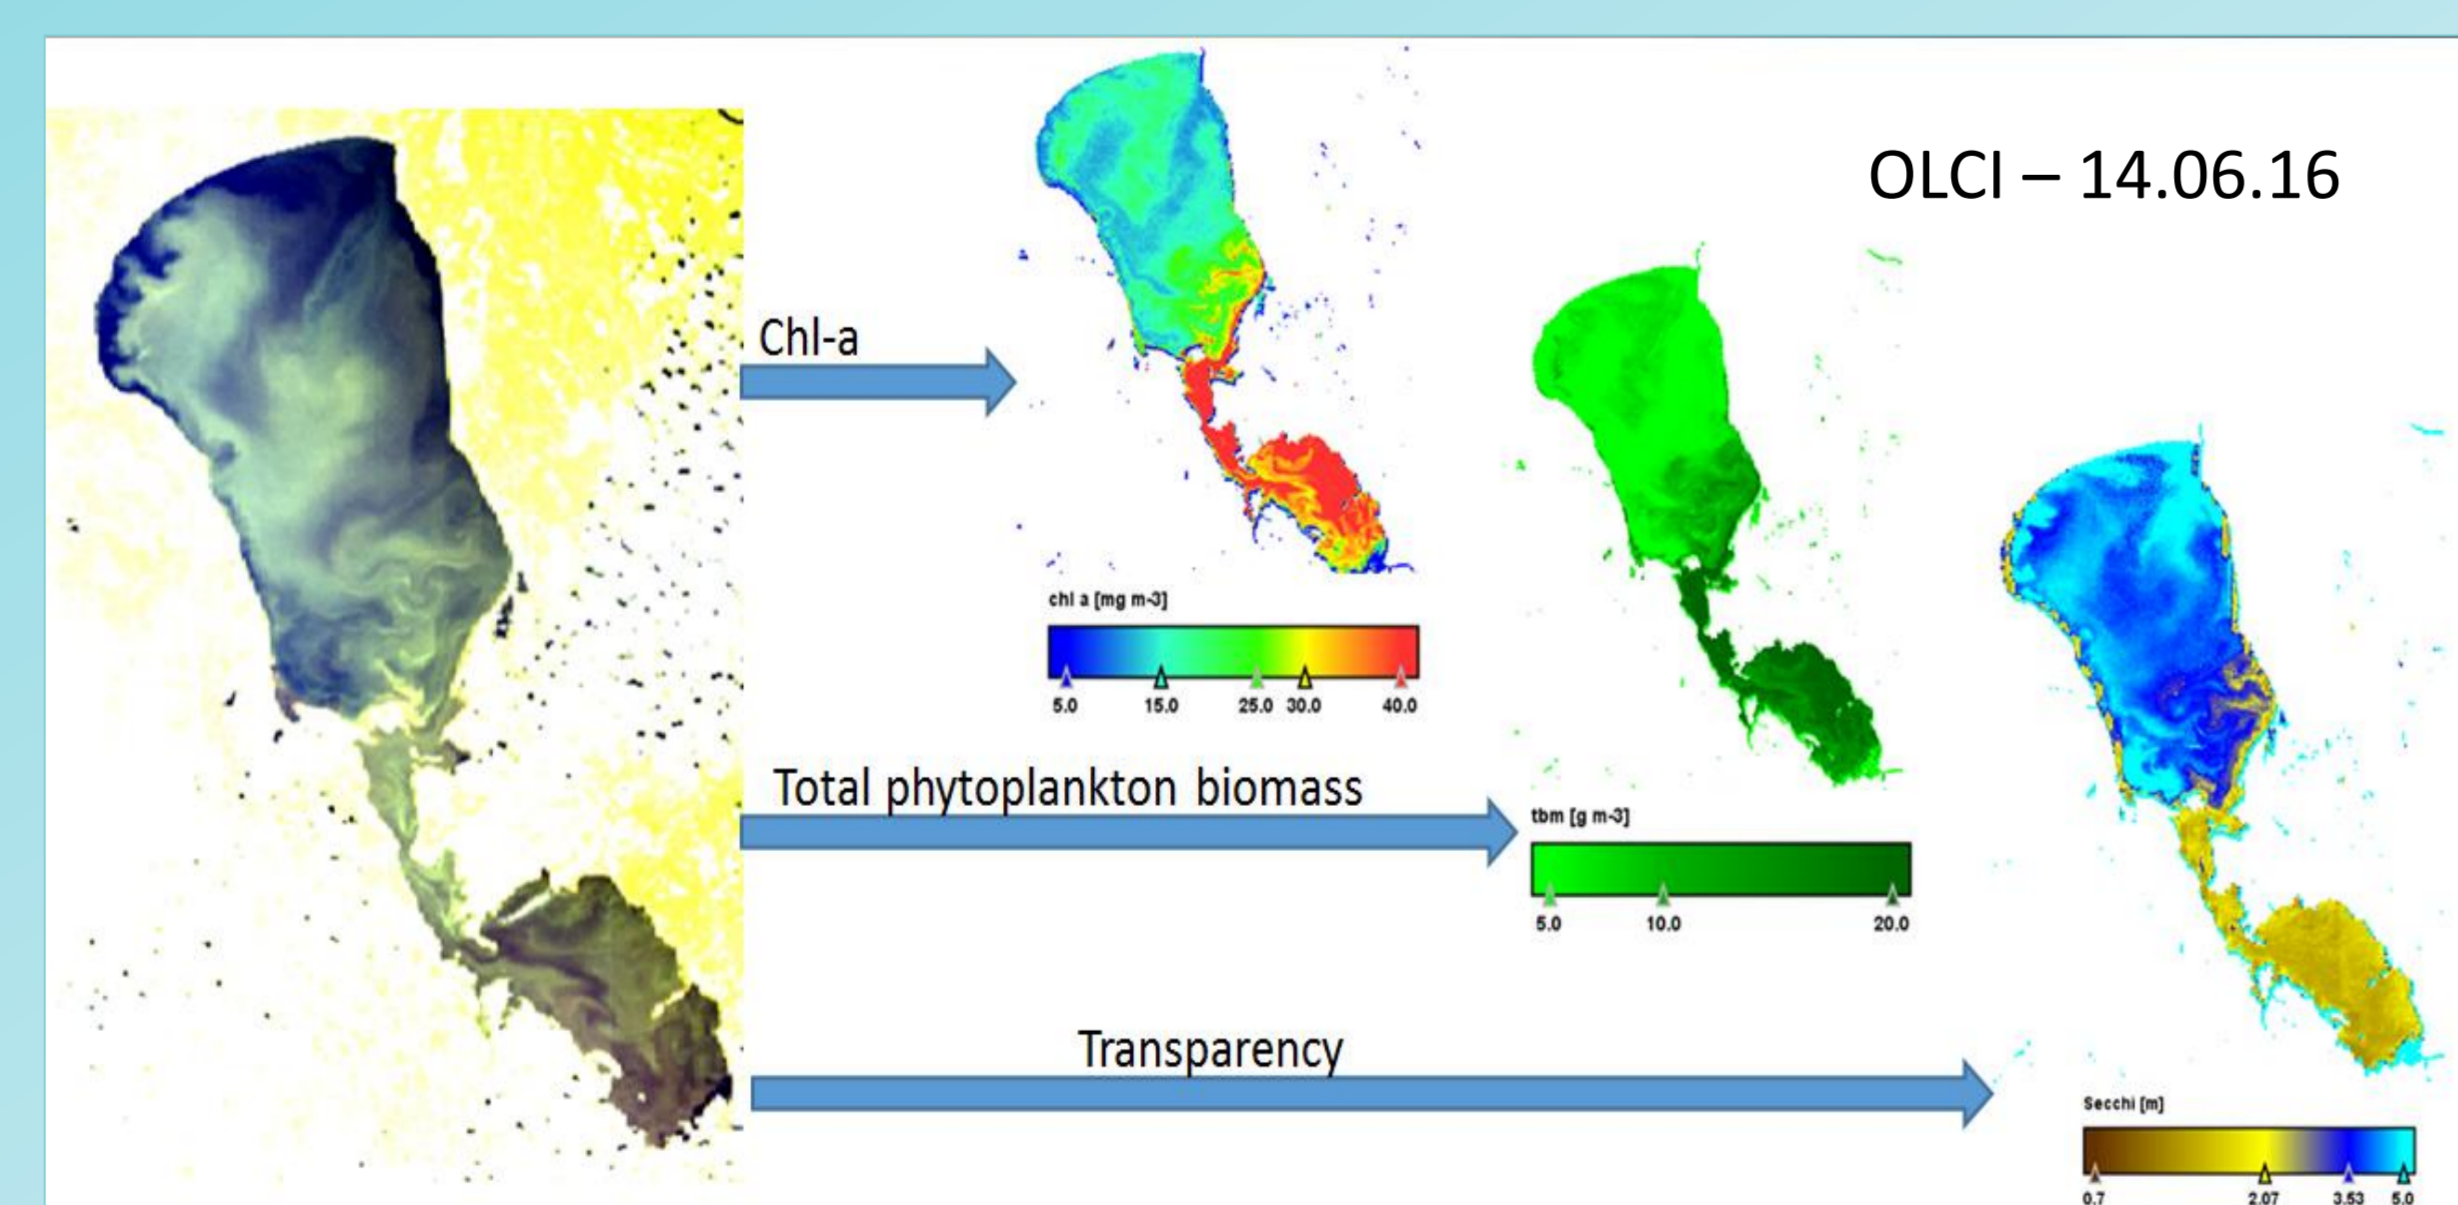 OLCI – 14.06.16
Chl-a
chl a [mg m-3]
5.0 15.0 25.0 30.0 40.0
Total phytoplankton biomass
tbm [g m-3]
5.0 10.0 20.0
Transparency
Secchi [m]
0.7 2.07 3.53 5.0